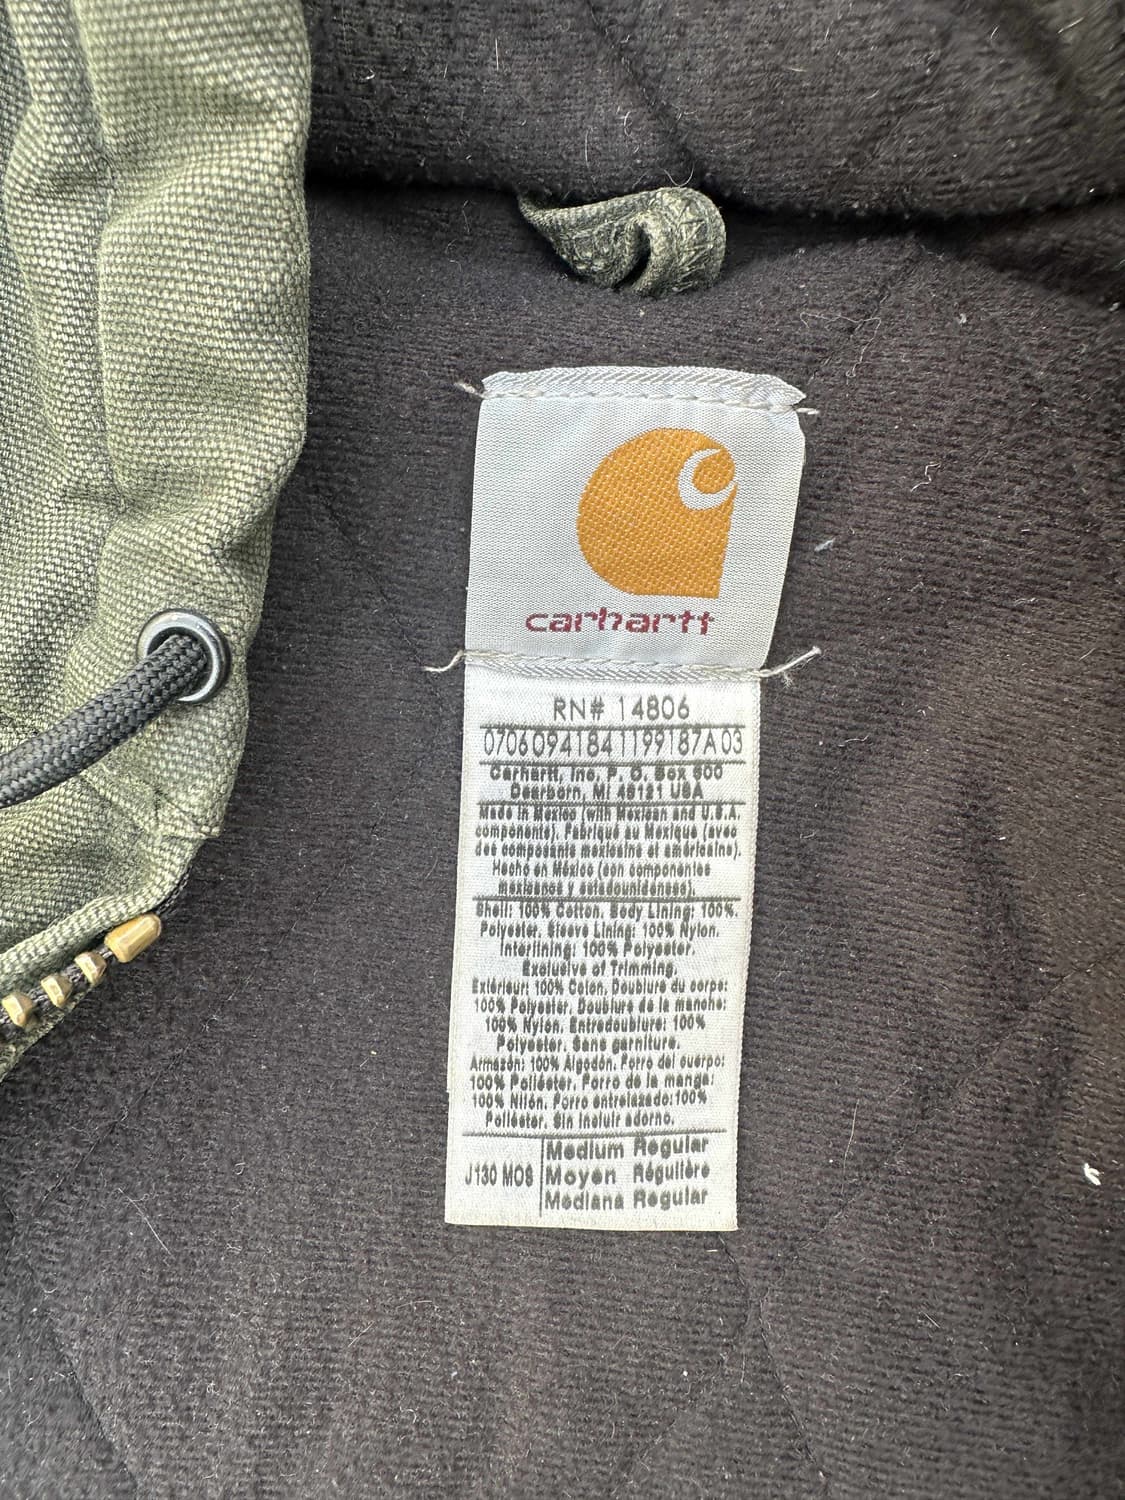 carhartt
RN# 14806
07060941841199187A03
Carhartt, Inc. P. O. Box 600
Dearborn, MI 48121 USA
Made in Mexico (with Mexican and U.S.A.
components). Fabriqué au Mexique (avec
des composants mexicains et américains).
Hecho en México (con componentes
mexicanos y estadounidenses).
Shell: 100% Cotton. Body Lining: 100%
Polyester. Sleeve Lining: 100% Nylon.
Interlining: 100% Polyester.
Exclusive of Trimming.
Extérieur: 100% Coton. Doublure du corps:
100% Polyester. Doublure de la manche:
100% Nylon. Entredoublure: 100%
Polyester. Sans garniture.
Armazón: 100% Algodón. Forro del cuerpo:
100% Poliéster. Forro de la manga:
100% Nilón. Forro entrelazado: 100%
Poliéster. Sin incluir adorno.
J130 MOS
Medium Regular
Moyen Régulière
Mediana Regular